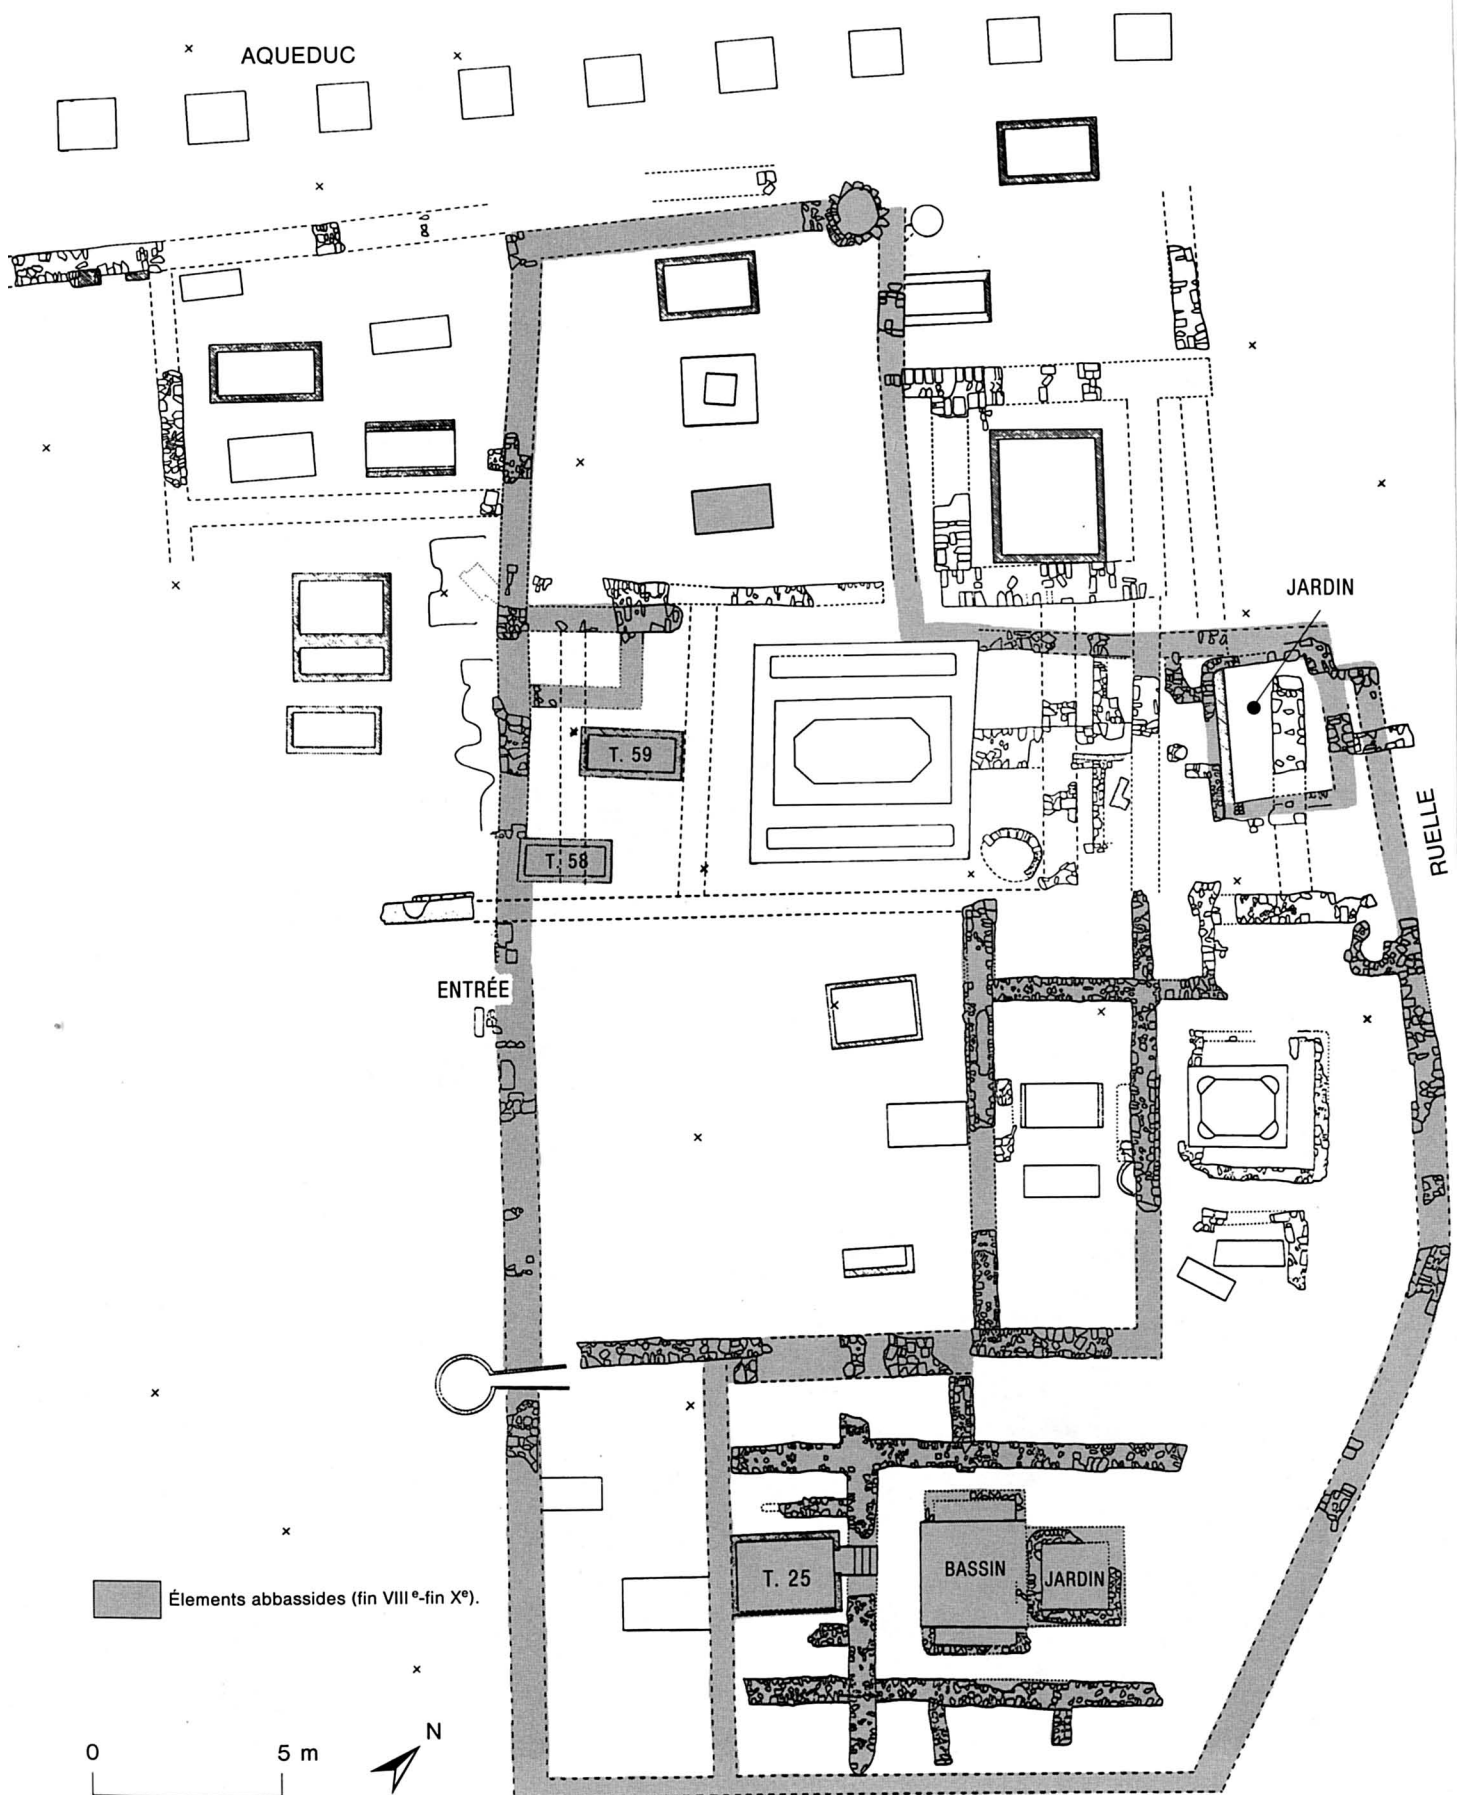 AQUEDUC
JARDIN
T. 59
RUELLE
T. 58
ENTRÉE
BASSIN
T. 25
JARDIN
Élements abbassides (fin VIIIe-fin Xe).
N
0 5 m